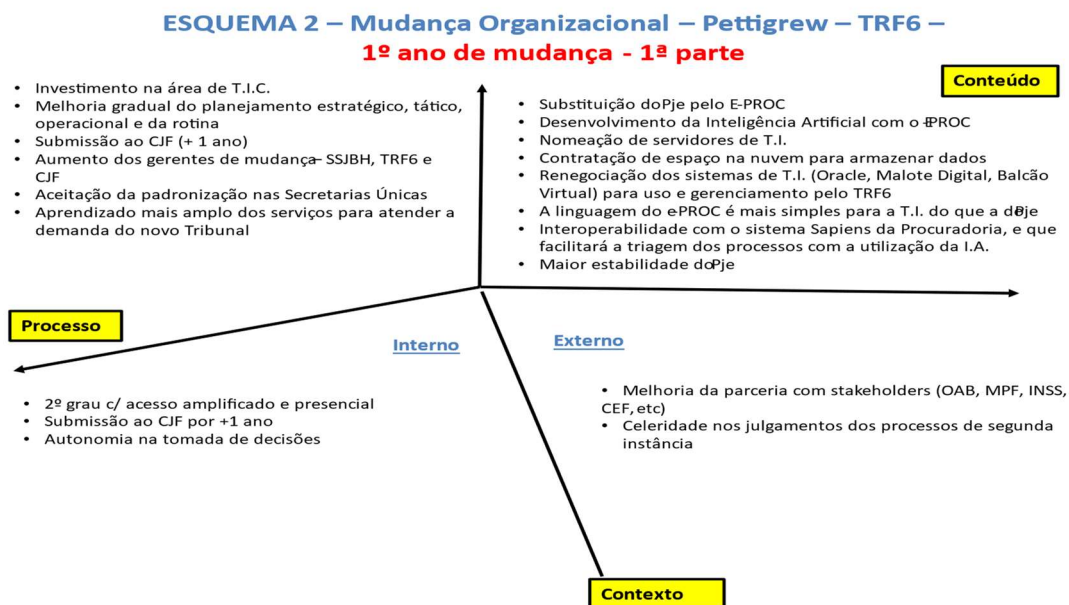 ESQUEMA 2 – Mudança Organizacional – Pettigrew – TRF6 –
1º ano de mudança - 1ª parte
Conteúdo
• Investimento na área de T.I.C.
• Melhoria gradual do planejamento estratégico, tático,
operacional e da rotina
• Submissão ao CJF (+ 1 ano)
• Aumento dos gerentes de mudança– SSJBH, TRF6 e
CJF
• Aceitação da padronização nas Secretarias Únicas
• Aprendizado mais amplo dos serviços para atender a
demanda do novo Tribunal
• Substituição do Pje pelo E-PROC
• Desenvolvimento da Inteligência Artificial com o E-PROC
• Nomeação de servidores de T.I.
• Contratação de espaço na nuvem para armazenar dados
• Renegociação dos sistemas de T.I. (Oracle, Malote Digital, Balcão
Virtual) para uso e gerenciamento pelo TRF6
• A linguagem do e-PROC é mais simples para a T.I. do que a do Pje
• Interoperabilidade com o sistema Sapiens da Procuradoria, e que
facilitará a triagem dos processos com a utilização da I.A.
• Maior estabilidade do Pje
Processo
Interno
Externo
• 2º grau c/ acesso amplificado e presencial
• Submissão ao CJF por +1 ano
• Autonomia na tomada de decisões
• Melhoria da parceria com stakeholders (OAB, MPF, INSS,
CEF, etc)
• Celeridade nos julgamentos dos processos de segunda
instância
Contexto